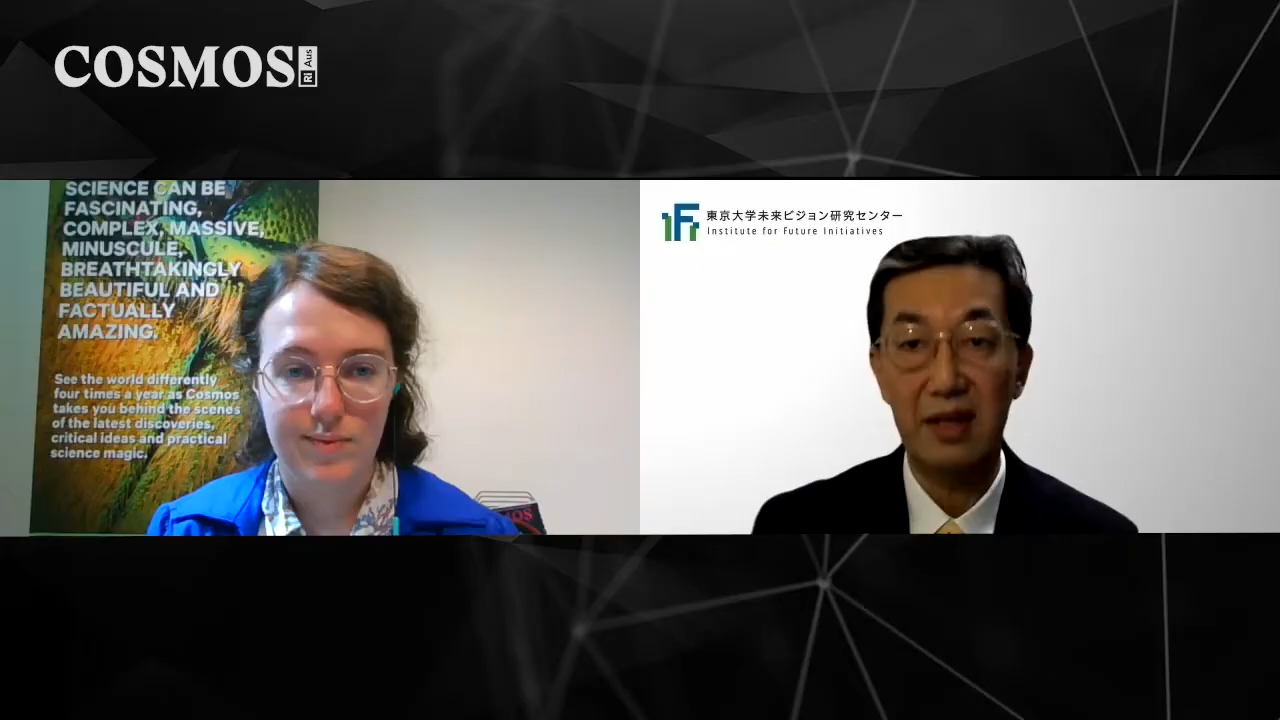 COSMOS
Ri Aus
SCIENCE CAN BE
FASCINATING,
COMPLEX, MASSIVE,
MINUSCULE,
BREATHTAKINGLY
BEAUTIFUL AND
FACTUALLY
AMAZING.
See the world differently
four times a year as Cosmos
takes you behind the scenes
of the latest discoveries,
critical ideas and practical
science magic.
iFi 東京大学未来ビジョン研究センター
Institute for Future Initiatives